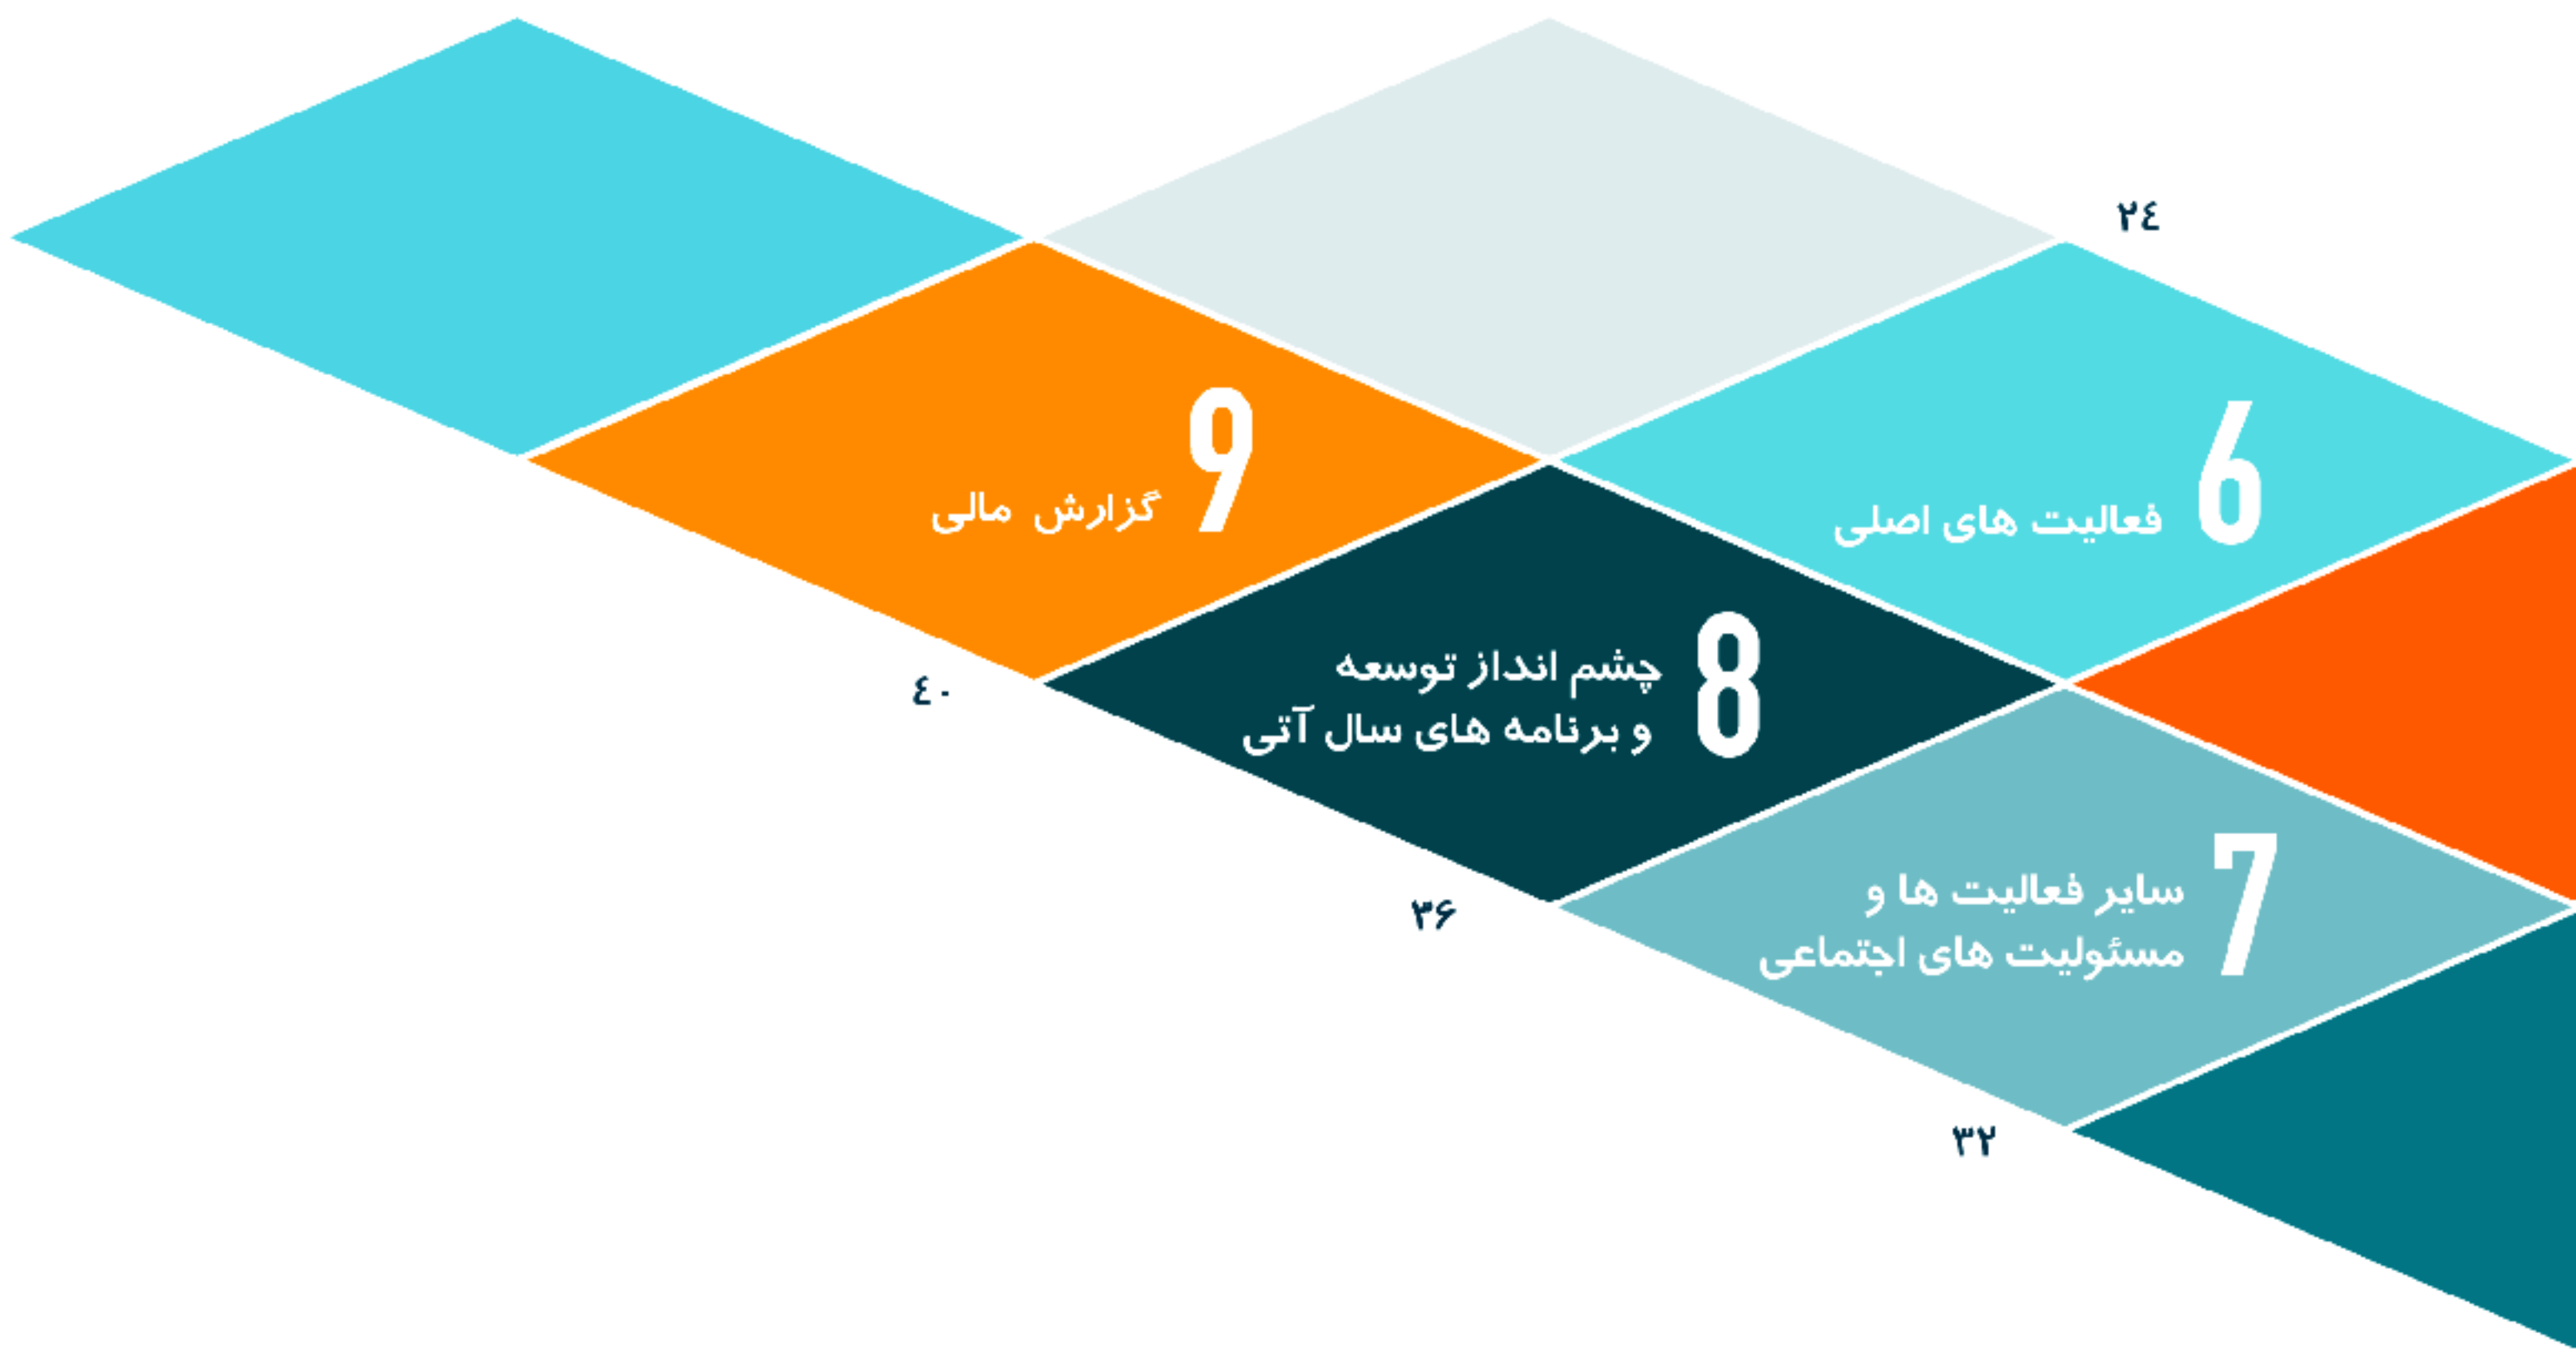 ۲٤
6
فعالیت های اصلی
7
سایر فعالیت ها و
مسئولیت های اجتماعی
۳۲
8
چشم انداز توسعه
و برنامه های سال آتی
۳۶
9
گزارش مالی
٤۰